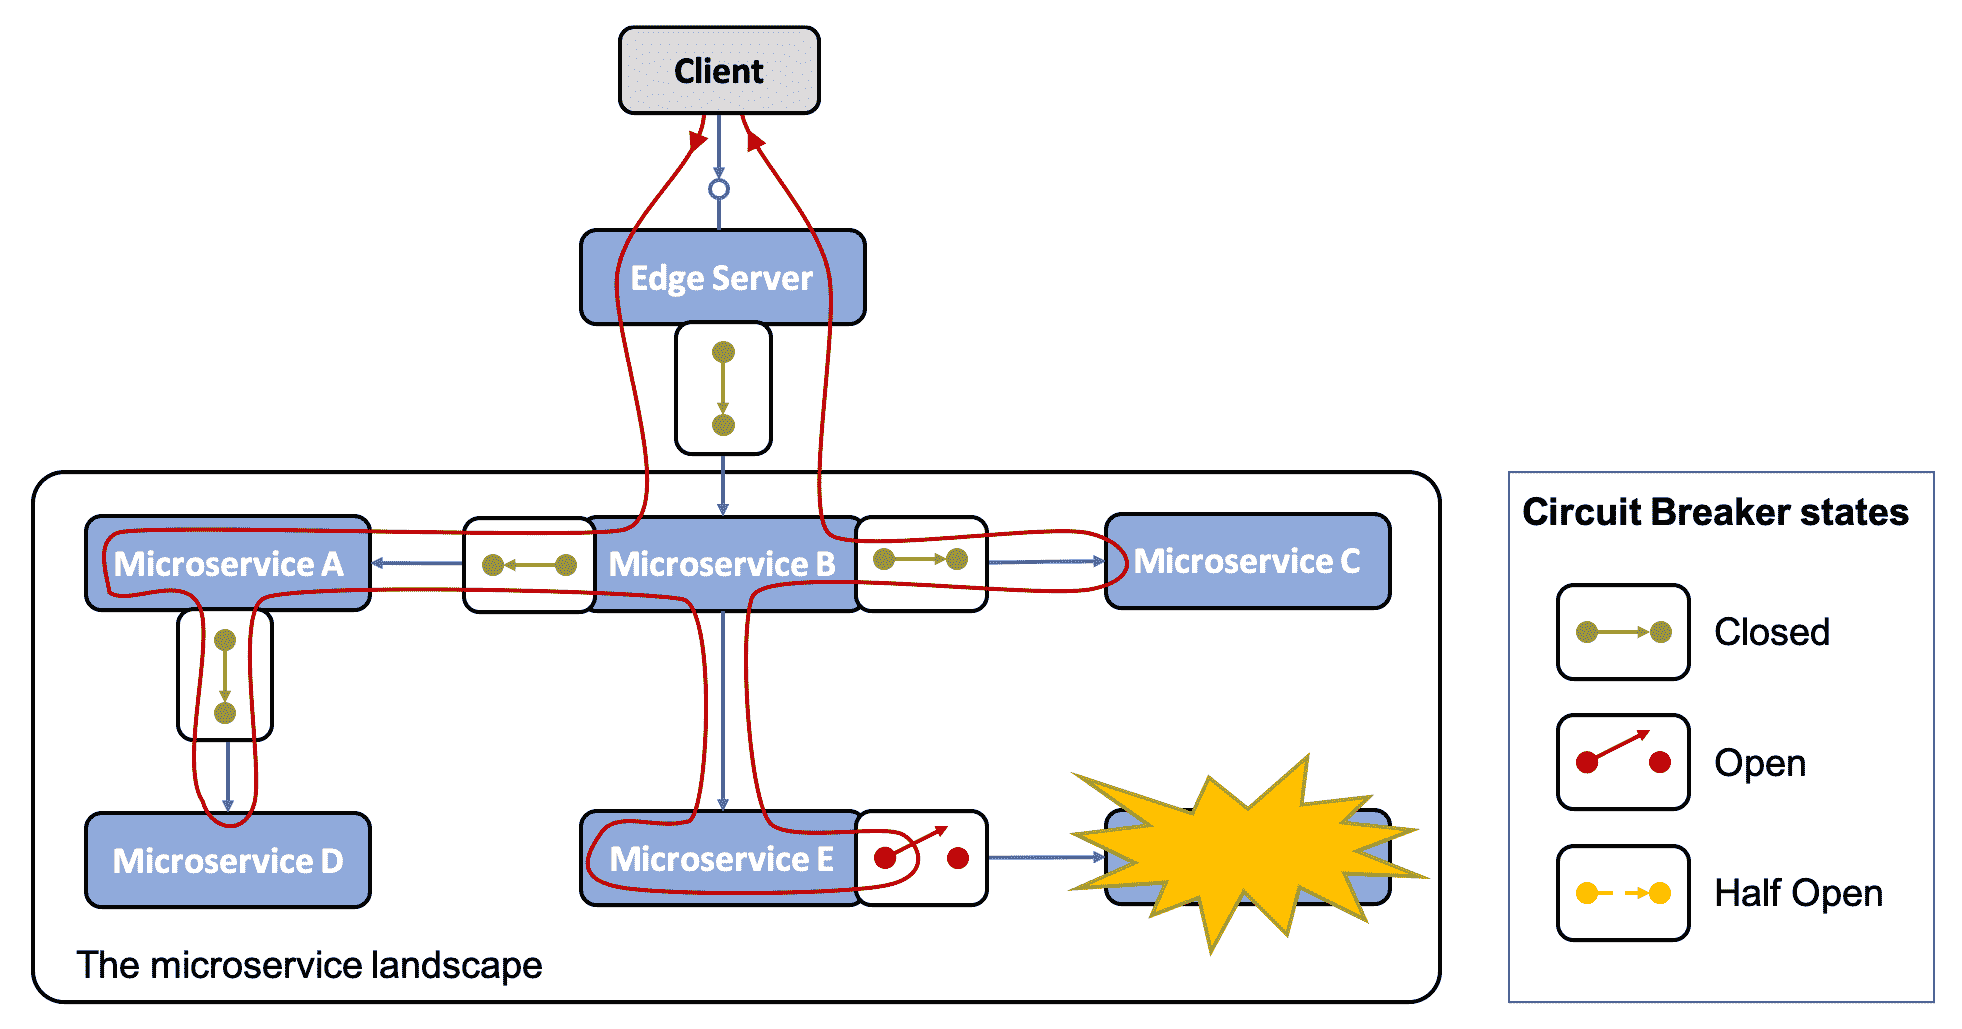 Client
Edge Server
Microservice A
Microservice B
Microservice C
Microservice D
Microservice E
The microservice landscape
Circuit Breaker states
Closed
Open
Half Open